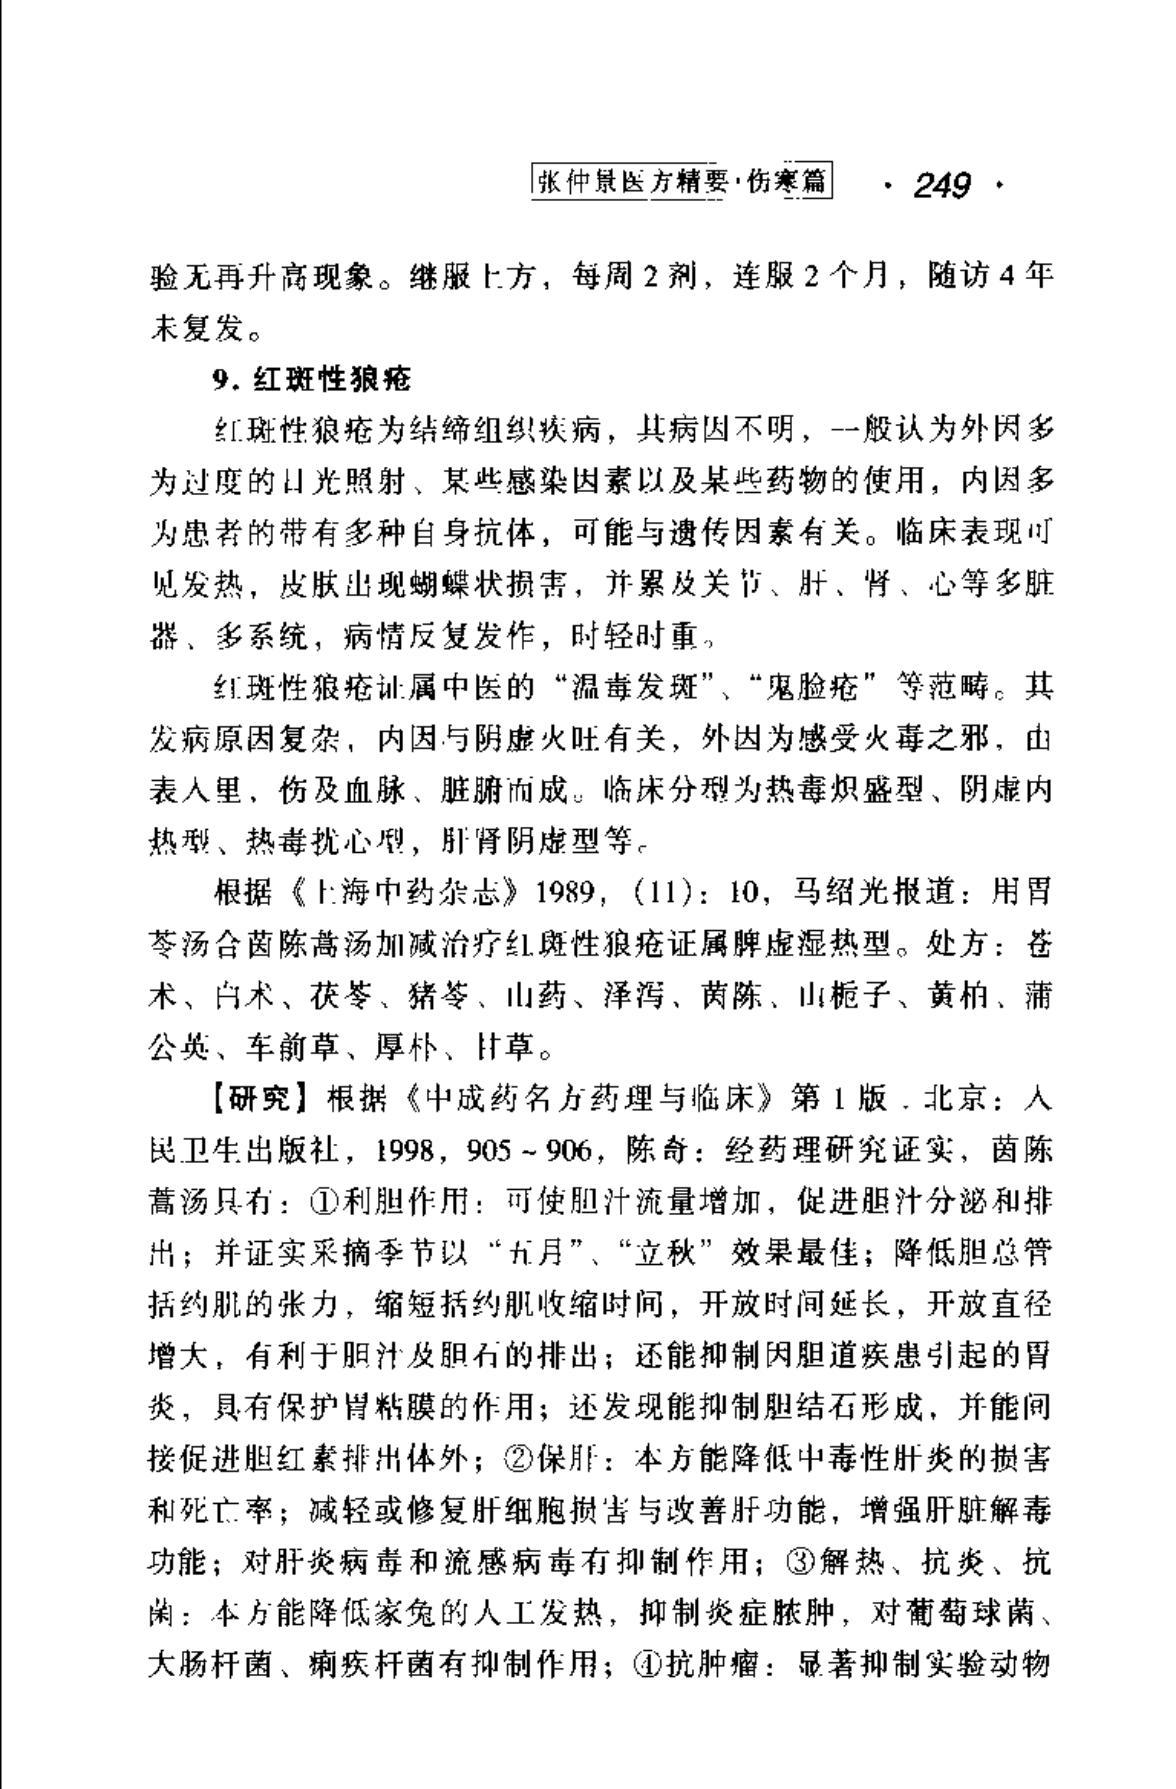 张仲景医方精要·伤寒篇 · 249 ·
验无再升高现象。继服上方，每周2剂，连服2个月，随访4年
未复发。
9. 红斑性狼疮
红斑性狼疮为结缔组织疾病，其病因不明，一般认为外因多
为过度的日光照射、某些感染因素以及某些药物的使用，内因多
为患者的带有多种自身抗体，可能与遗传因素有关。临床表现可
见发热，皮肤出现蝴蝶状损害，并累及关节、肝、肾、心等多脏
器、多系统，病情反复发作，时轻时重。
红斑性狼疮证属中医的“温毒发斑”、“鬼脸疮”等范畴。其
发病原因复杂，内因与阴虚火旺有关，外因为感受火毒之邪，由
表入里，伤及血脉、脏腑而成。临床分型为热毒炽盛型、阴虚内
热型、热毒扰心型，肝肾阴虚型等。
根据《上海中药杂志》1989，（11）：10，马绍光报道：用胃
苓汤合茵陈蒿汤加减治疗红斑性狼疮证属脾虚湿热型。处方：苍
术、白术、茯苓、猪苓、山药、泽泻、茵陈、山栀子、黄柏、蒲
公英、车前草、厚朴、甘草。
【研究】根据《中成药名方药理与临床》第1版．北京：人
民卫生出版社，1998，905～906，陈奇：经药理研究证实，茵陈
蒿汤具有：①利胆作用：可使胆汁流量增加，促进胆汁分泌和排
出；并证实采摘季节以“五月”、“立秋”效果最佳；降低胆总管
括约肌的张力，缩短括约肌收缩时间，开放时间延长，开放直径
增大，有利于胆汁及胆石的排出；还能抑制因胆道疾患引起的胃
炎，具有保护胃粘膜的作用；还发现能抑制胆结石形成，并能间
接促进胆红素排出体外；②保肝：本方能降低中毒性肝炎的损害
和死亡率；减轻或修复肝细胞损害与改善肝功能，增强肝脏解毒
功能；对肝炎病毒和流感病毒有抑制作用；③解热、抗炎、抗
菌：本方能降低家兔的人工发热，抑制炎症脓肿，对葡萄球菌、
大肠杆菌、痢疾杆菌有抑制作用；④抗肿瘤：显著抑制实验动物